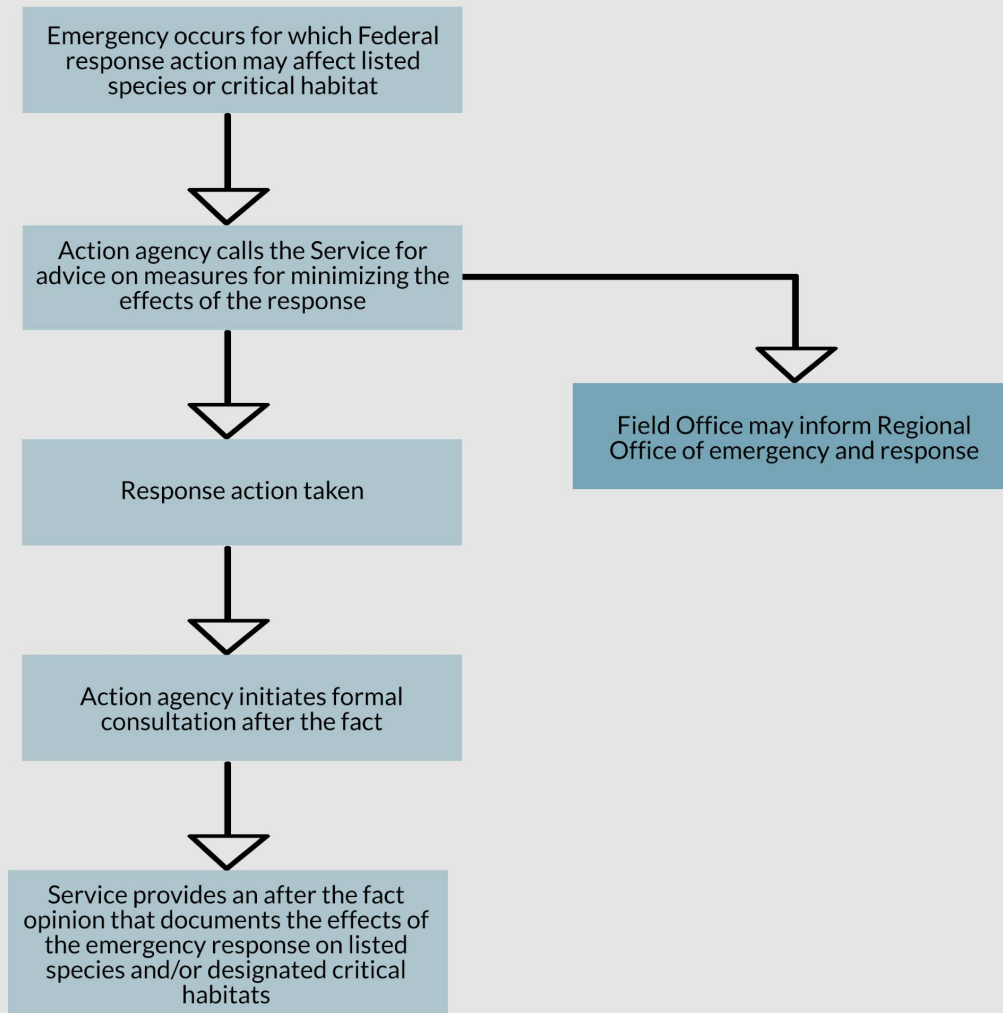 Emergency occurs for which Federal
response action may affect listed
species or critical habitat
Action agency calls the Service for
advice on measures for minimizing the
effects of the response
Field Office may inform Regional
Office of emergency and response
Response action taken
Action agency initiates formal
consultation after the fact
Service provides an after the fact
opinion that documents the effects of
the emergency response on listed
species and/or designated critical
habitats